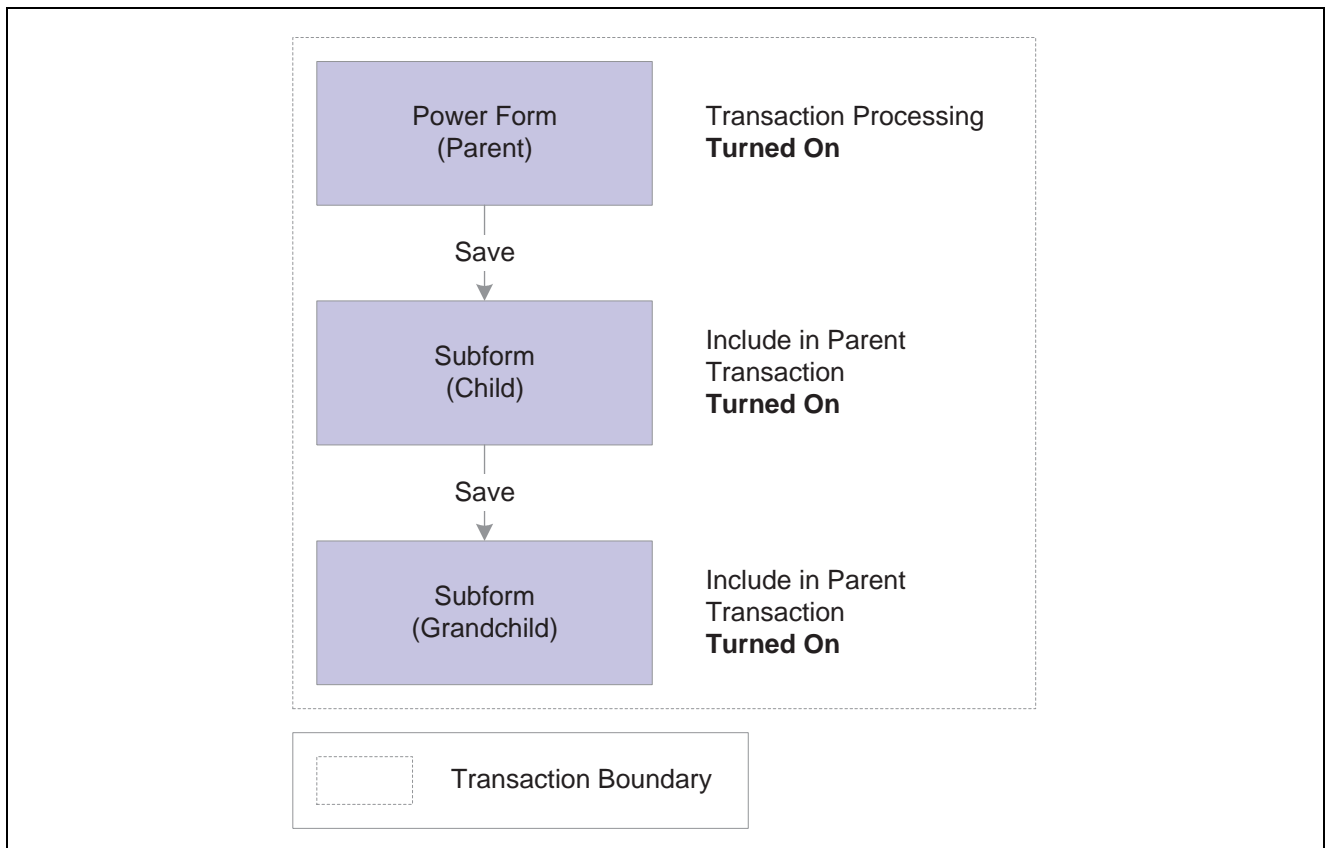 Power Form
(Parent)
Transaction Processing
Turned On
Save
Subform
(Child)
Include in Parent
Transaction
Turned On
Save
Subform
(Grandchild)
Include in Parent
Transaction
Turned On
Transaction Boundary